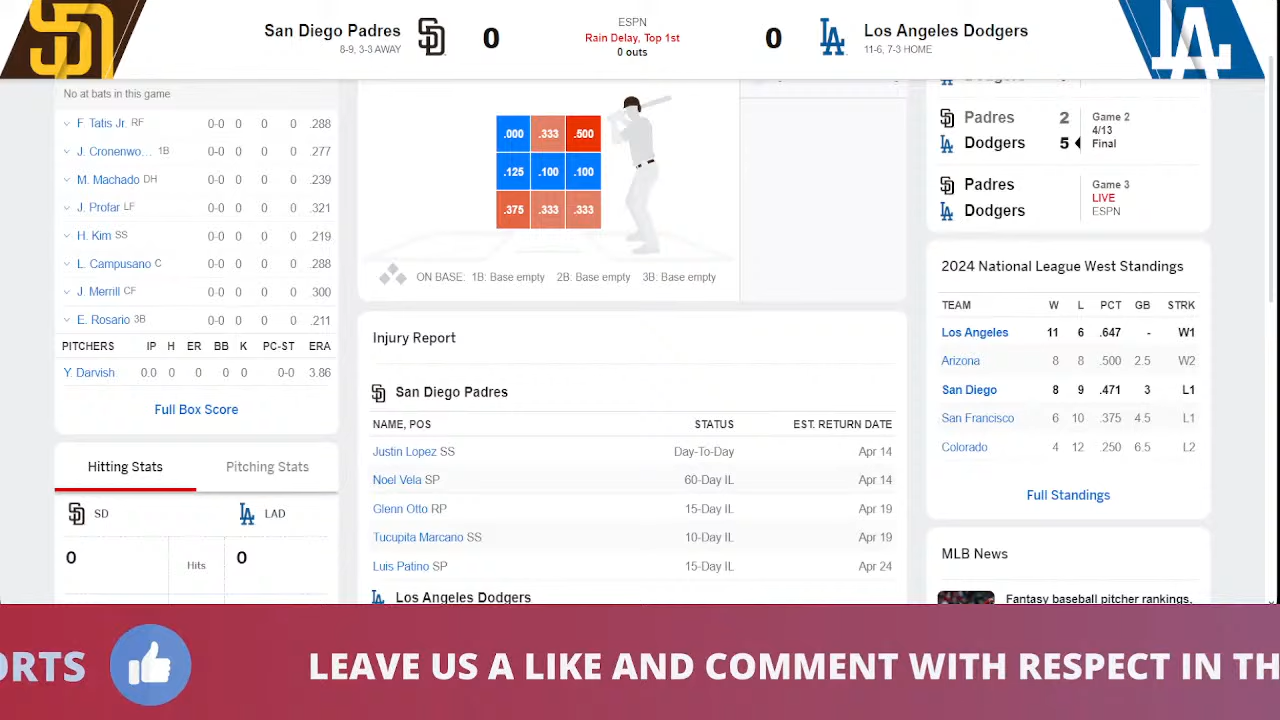 San Diego Padres
8-9, 3-3 AWAY
0
ESPN
Rain Delay, Top 1st
0 outs
0
Los Angeles Dodgers
11-6, 7-3 HOME
No at bats in this game
F. Tatis Jr. RF 0-0 0 0 0 .288
J. Cronenwo... 1B 0-0 0 0 0 .277
M. Machado DH 0-0 0 0 0 .239
J. Profar LF 0-0 0 0 0 .321
H. Kim SS 0-0 0 0 0 .219
L. Campusano C 0-0 0 0 0 .288
J. Merrill CF 0-0 0 0 0 .300
E. Rosario 3B 0-0 0 0 0 .211
PITCHERS IP H ER BB K PC-ST ERA
Y. Darvish 0.0 0 0 0 0 0-0 3.86
Full Box Score
Hitting Stats Pitching Stats
SD LAD
0 Hits 0
.000 .333 .500
.125 .100 .100
.375 .333 .333
ON BASE: 1B: Base empty 2B: Base empty 3B: Base empty
Injury Report
San Diego Padres
NAME, POS STATUS EST. RETURN DATE
Justin Lopez SS Day-To-Day Apr 14
Noel Vela SP 60-Day IL Apr 14
Glenn Otto RP 15-Day IL Apr 19
Tucupita Marcano SS 10-Day IL Apr 19
Luis Patino SP 15-Day IL Apr 24
Los Angeles Dodgers
Dodgers
Padres 2 Game 2
4/13
Dodgers 5 Final
Padres Game 3
LIVE
Dodgers ESPN
2024 National League West Standings
TEAM W L PCT GB STRK
Los Angeles 11 6 .647 - W1
Arizona 8 8 .500 2.5 W2
San Diego 8 9 .471 3 L1
San Francisco 6 10 .375 4.5 L1
Colorado 4 12 .250 6.5 L2
Full Standings
MLB News
Fantasy baseball pitcher rankings,
ORTS LEAVE US A LIKE AND COMMENT WITH RESPECT IN TH